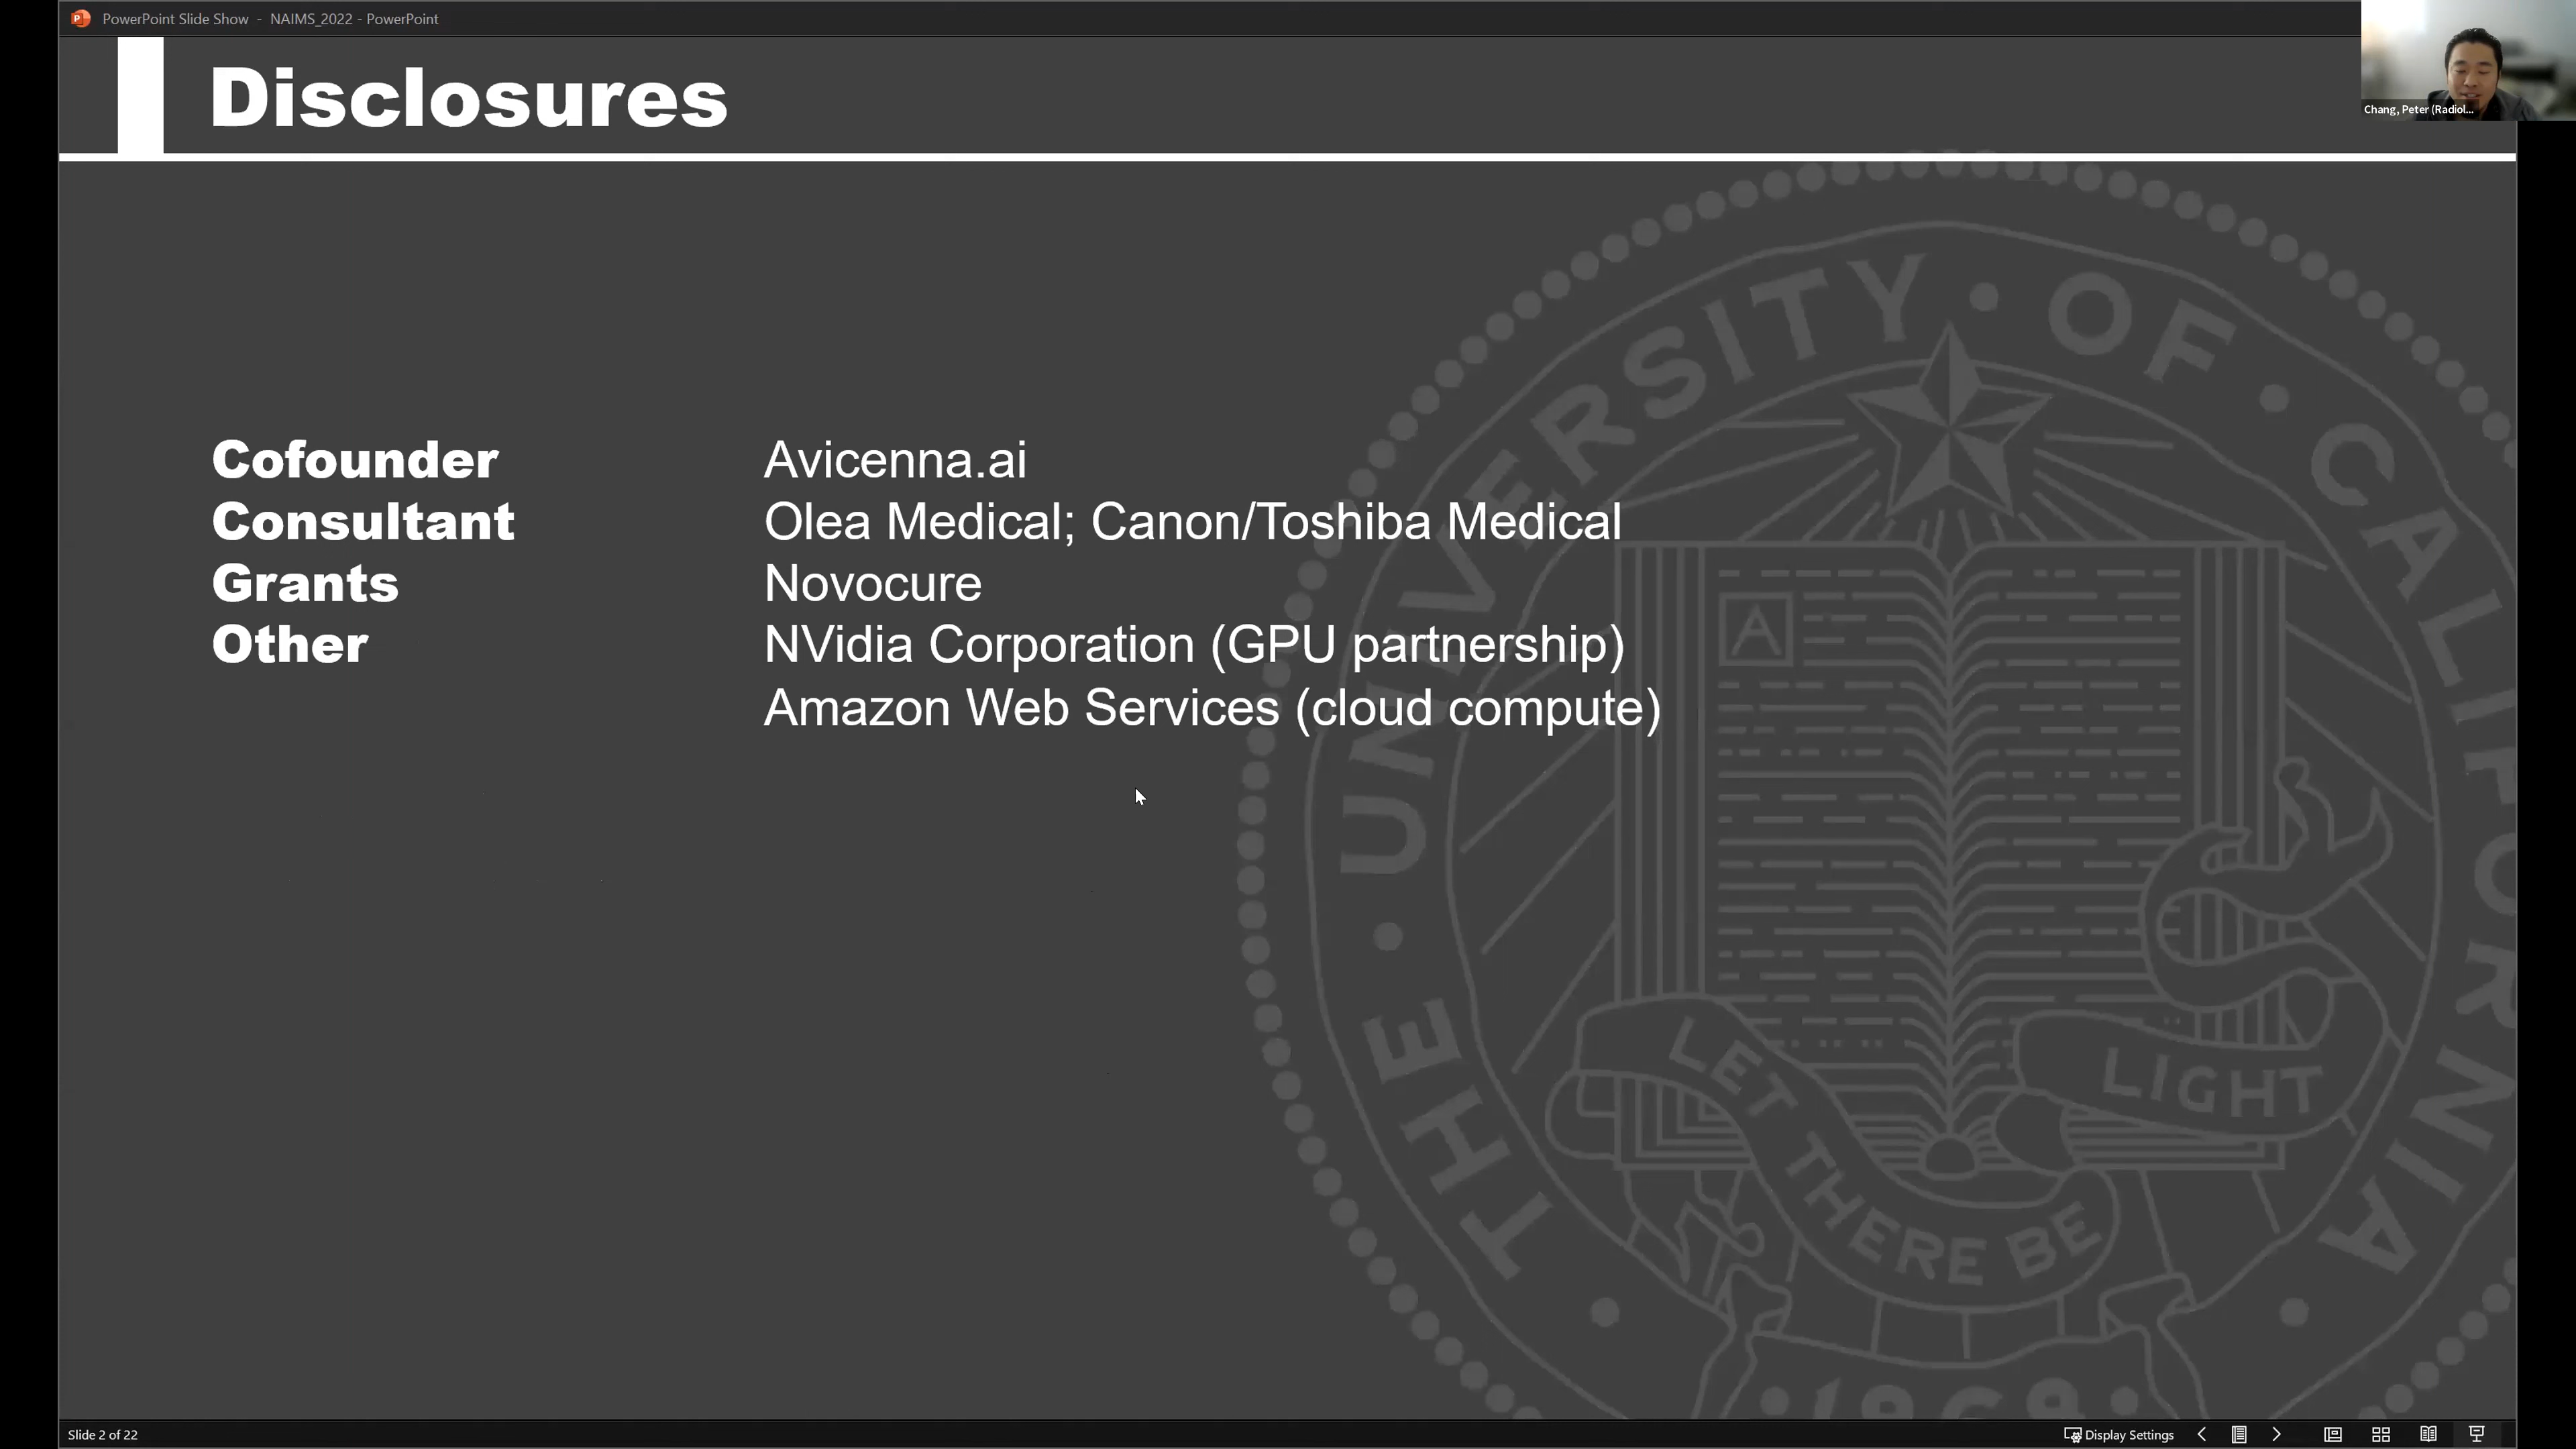 PowerPoint Slide Show - NAIMS_2022 - PowerPoint
Chang, Peter (Radiol...
Disclosures
Cofounder Avicenna.ai
Consultant Olea Medical; Canon/Toshiba Medical
Grants Novocure
Other NVidia Corporation (GPU partnership)
Amazon Web Services (cloud compute)
THE · UNIVERSITY · OF · CALIFORNIA
A
LET THERE BE LIGHT
· 1868 ·
Slide 2 of 22
Display Settings